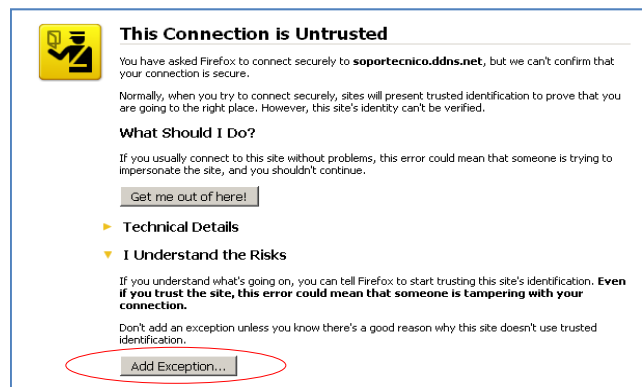 This Connection is Untrusted
You have asked Firefox to connect securely to soportecnico.ddns.net, but we can't confirm that
your connection is secure.
Normally, when you try to connect securely, sites will present trusted identification to prove that you
are going to the right place. However, this site's identity can't be verified.
What Should I Do?
If you usually connect to this site without problems, this error could mean that someone is trying to
impersonate the site, and you shouldn't continue.
Get me out of here!
Technical Details
I Understand the Risks
If you understand what's going on, you can tell Firefox to start trusting this site's identification. Even
if you trust the site, this error could mean that someone is tampering with your
connection.
Don't add an exception unless you know there's a good reason why this site doesn't use trusted
identification.
Add Exception...